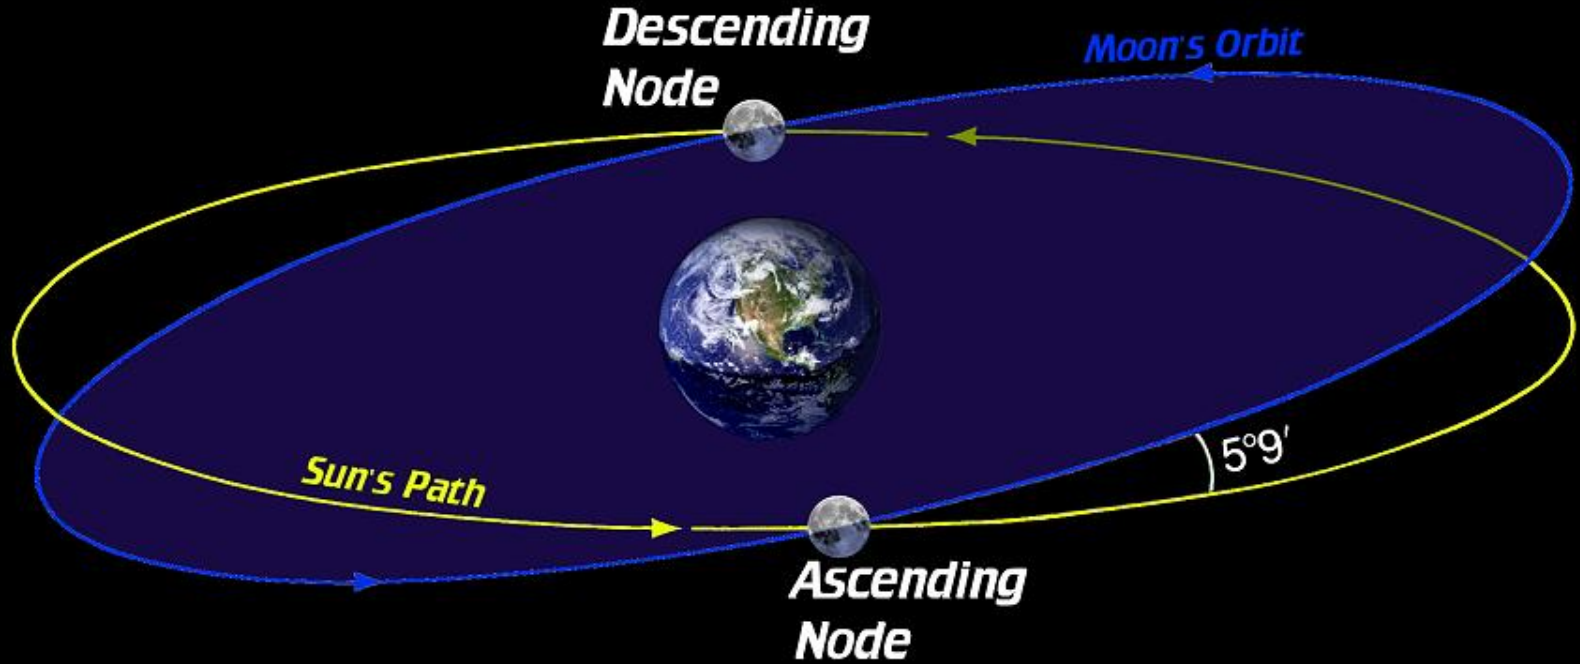 Descending
Node
Moon's Orbit
Sun's Path
5°9′
Ascending
Node